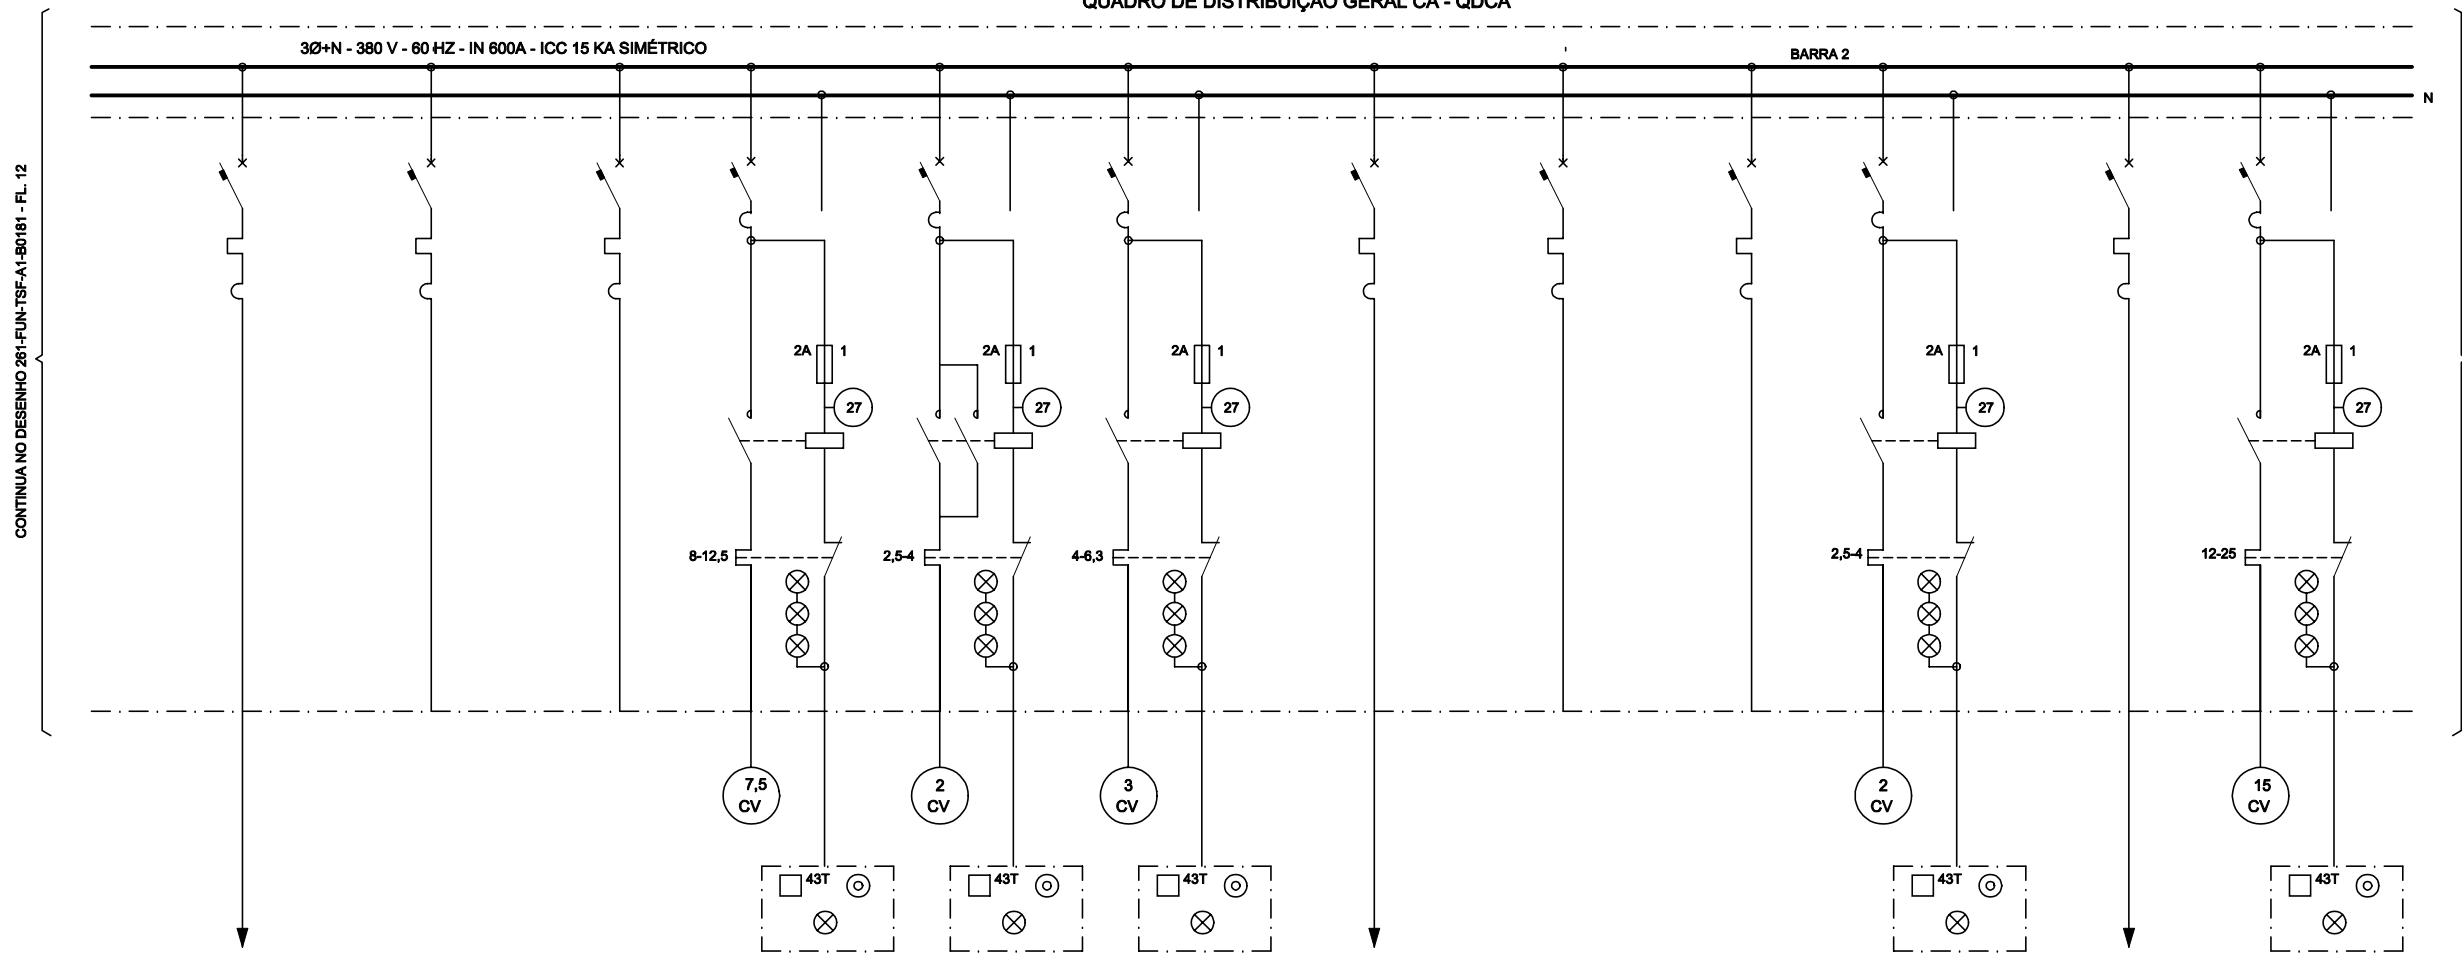 QUADRO DE DISTRIBUIÇÃO GERAL CA - QDCA
3Ø+N - 380 V - 60 HZ - IN 600A - ICC 15 KA SIMÉTRICO
BARRA 2
N
CONTINUA NO DESENHO 261-FUN-TSF-A1-B0181 - FL. 12
2A 1
2A 1
2A 1
2A 1
2A 1
27
27
27
27
27
8-12,5
2,5-4
4-6,3
2,5-4
12-25
7,5
CV
2
CV
3
CV
2
CV
15
CV
43T
43T
43T
43T
43T